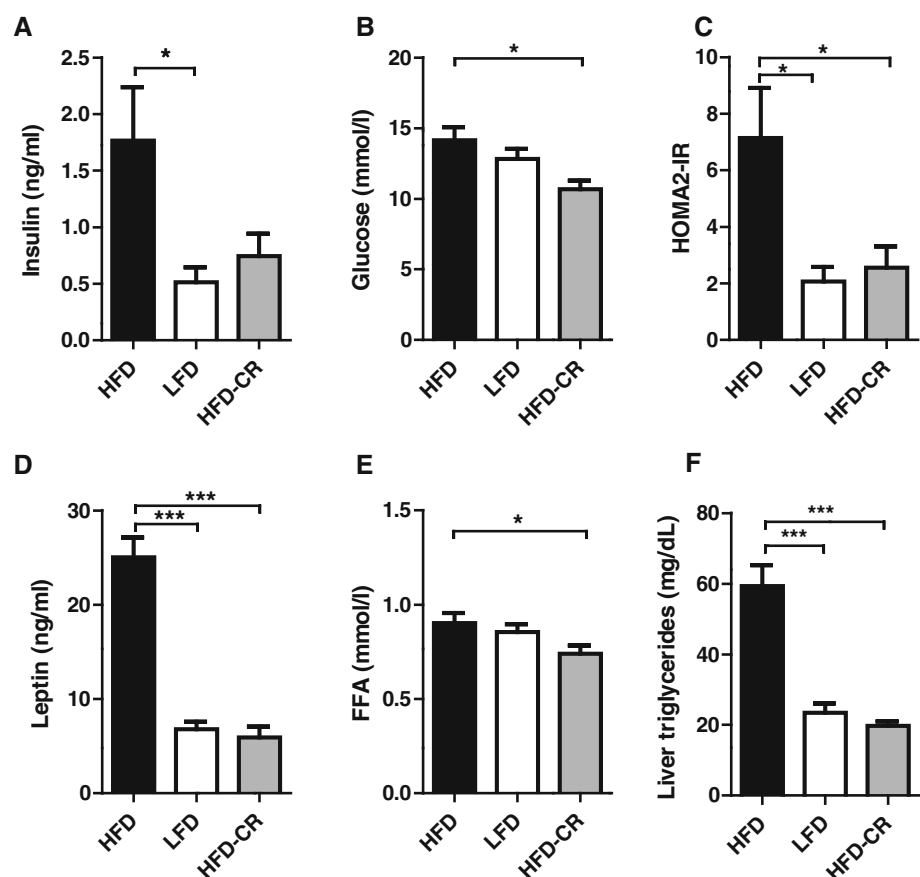 A
Insulin (ng/ml)
2.5
2.0
1.5
1.0
0.5
0.0
*
HFD
LFD
HFD-CR
B
Glucose (mmol/l)
20
15
10
5
0
*
HFD
LFD
HFD-CR
C
HOMA2-IR
10
8
6
4
2
0
*
*
HFD
LFD
HFD-CR
D
Leptin (ng/ml)
30
20
10
0
***
***
HFD
LFD
HFD-CR
E
FFA (mmol/l)
1.5
1.0
0.5
0.0
*
HFD
LFD
HFD-CR
F
Liver triglycerides (mg/dL)
80
60
40
20
0
***
***
HFD
LFD
HFD-CR